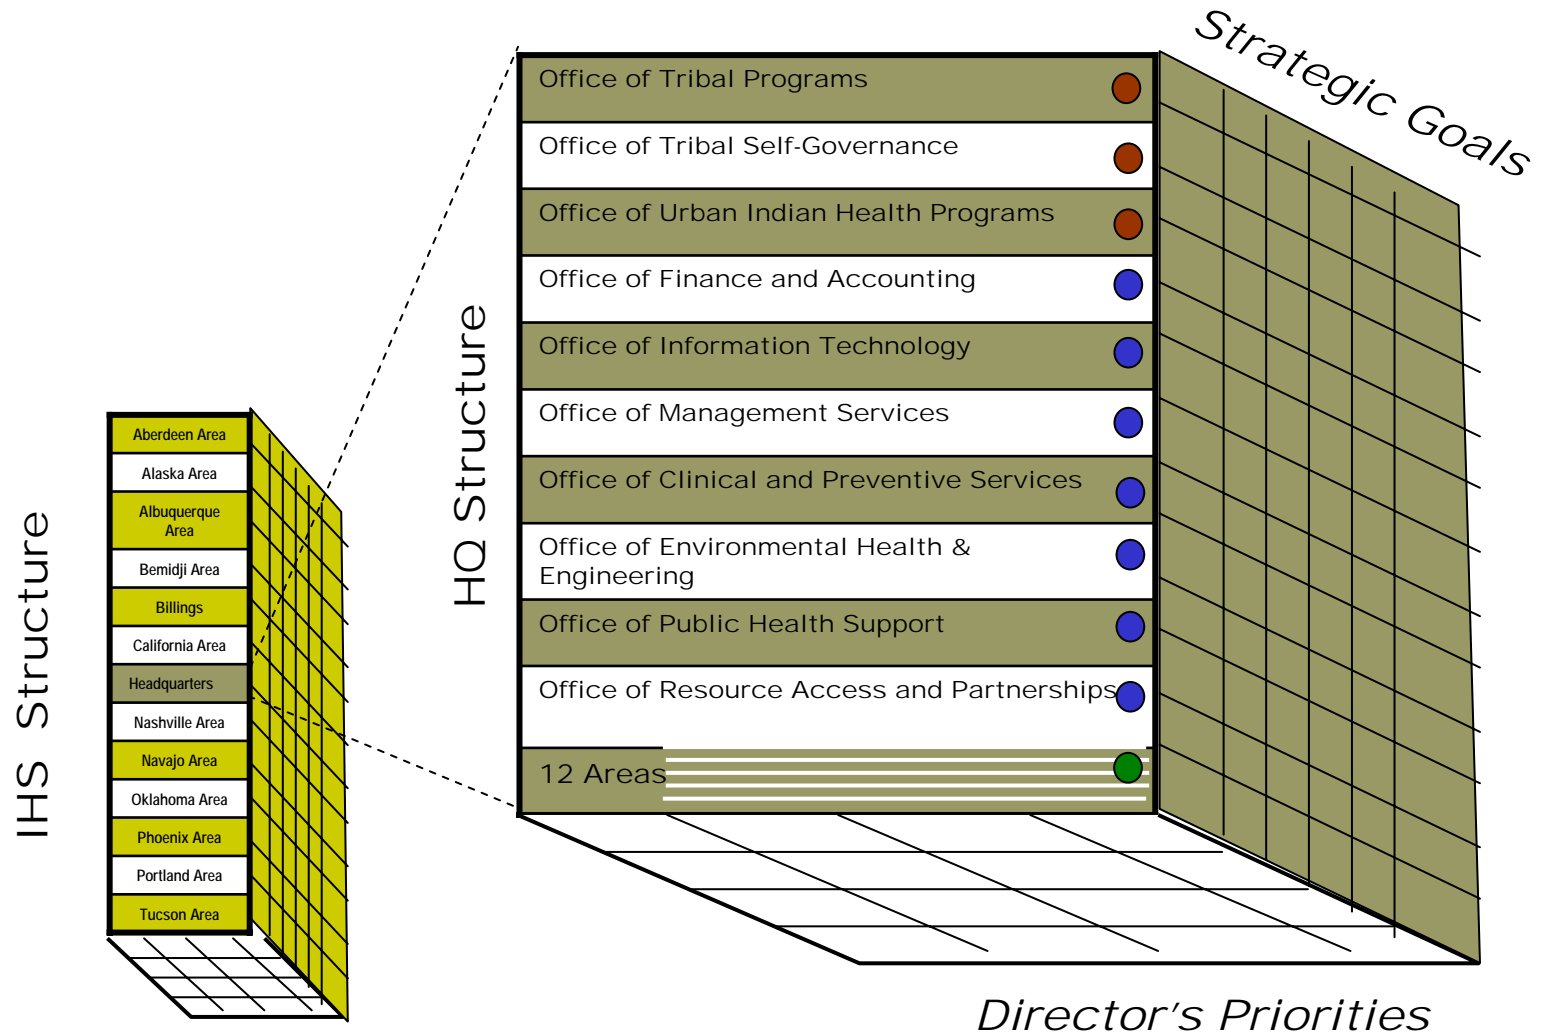 Strategic Goals
Office of Tribal Programs
Office of Tribal Self-Governance
Office of Urban Indian Health Programs
Office of Finance and Accounting
Office of Information Technology
Office of Management Services
Office of Clinical and Preventive Services
Office of Environmental Health &
Engineering
Office of Public Health Support
Office of Resource Access and Partnerships
12 Areas
HQ Structure
IHS Structure
Aberdeen Area
Alaska Area
Albuquerque
Area
Bemidji Area
Billings
California Area
Headquarters
Nashville Area
Navajo Area
Oklahoma Area
Phoenix Area
Portland Area
Tucson Area
Director's Priorities